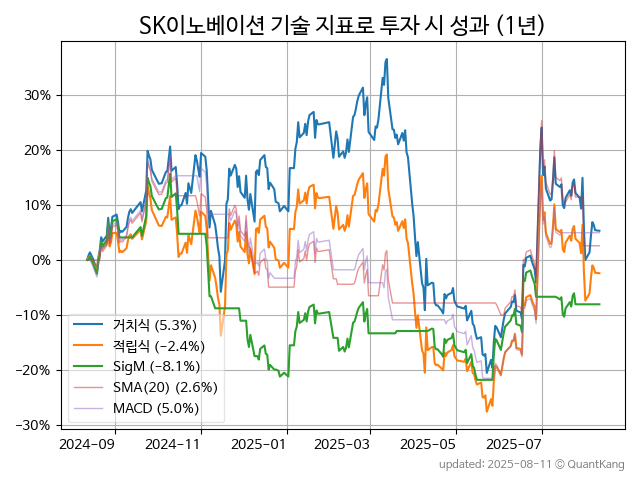 SK이노베이션 기술 지표로 투자 시 성과 (1년)
30%
20%
10%
0%
−10%
−20%
−30%
거치식 (5.3%)
적립식 (−2.4%)
SigM (−8.1%)
SMA(20) (2.6%)
MACD (5.0%)
2024-09 2024-11 2025-01 2025-03 2025-05 2025-07
updated: 2025-08-11 © QuantKang